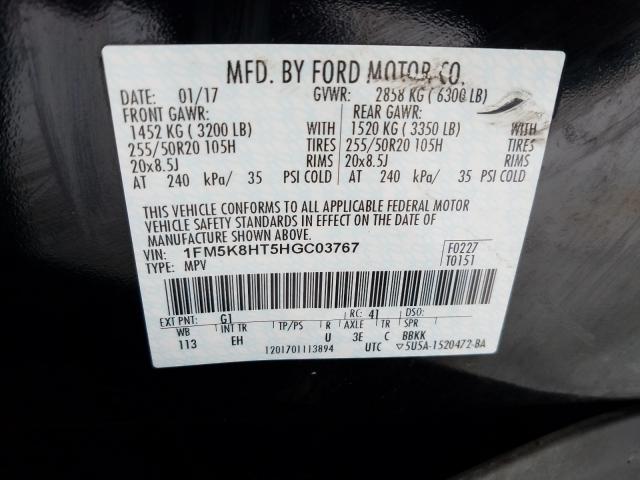 MFD. BY FORD MOTOR CO.
DATE: 01/17 GVWR: 2858 KG ( 6300 LB)
FRONT GAWR: REAR GAWR:
1452 KG ( 3200 LB) WITH 1520 KG ( 3350 LB) WITH
255/50R20 105H TIRES 255/50R20 105H TIRES
20x8.5J RIMS 20x8.5J RIMS
AT 240 kPa/ 35 PSI COLD AT 240 kPa/ 35 PSI COLD
THIS VEHICLE CONFORMS TO ALL APPLICABLE FEDERAL MOTOR
VEHICLE SAFETY STANDARDS IN EFFECT ON THE DATE OF
MANUFACTURE SHOWN ABOVE.
VIN: 1FM5K8HT5HGC03767 F0227
TYPE: MPV T0151
EXT PNT: G1 RC: 41 DSO:
WB INT TR TP/PS R AXLE TR SPR
113 EH U 3E C BBKK
1201701113894 UTC ▽5U5A-1520472-BA